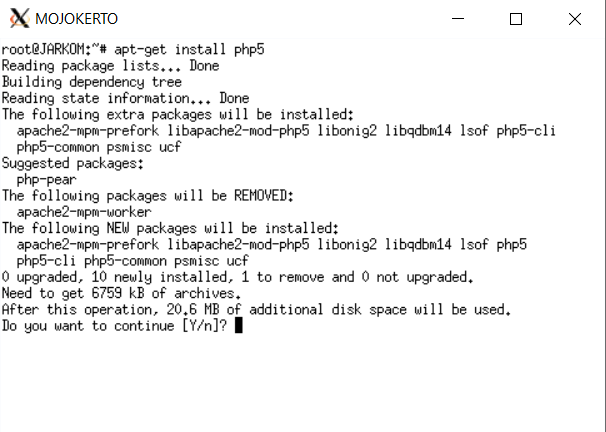 MOJOKERTO
root@JARKOM:~# apt-get install php5
Reading package lists... Done
Building dependency tree
Reading state information... Done
The following extra packages will be installed:
  apache2-mpm-prefork libapache2-mod-php5 libonig2 libqdbm14 lsof php5-cli
  php5-common psmisc ucf
Suggested packages:
  php-pear
The following packages will be REMOVED:
  apache2-mpm-worker
The following NEW packages will be installed:
  apache2-mpm-prefork libapache2-mod-php5 libonig2 libqdbm14 lsof php5
  php5-cli php5-common psmisc ucf
0 upgraded, 10 newly installed, 1 to remove and 0 not upgraded.
Need to get 6759 kB of archives.
After this operation, 20.6 MB of additional disk space will be used.
Do you want to continue [Y/n]?